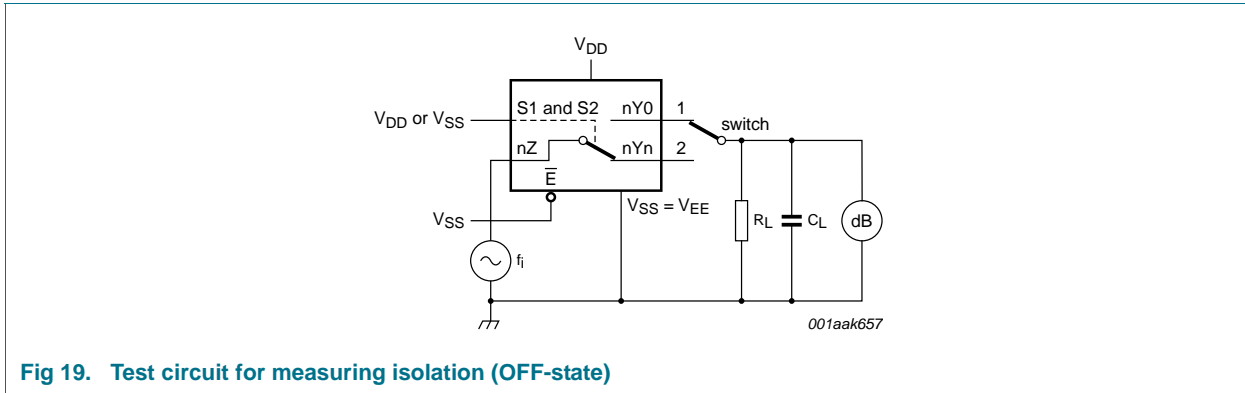 VDD
VDD or VSS
S1 and S2
nY0
1
switch
nZ
nYn
2
E
VSS
VSS = VEE
RL
CL
dB
fi
001aak657
Fig 19. Test circuit for measuring isolation (OFF-state)